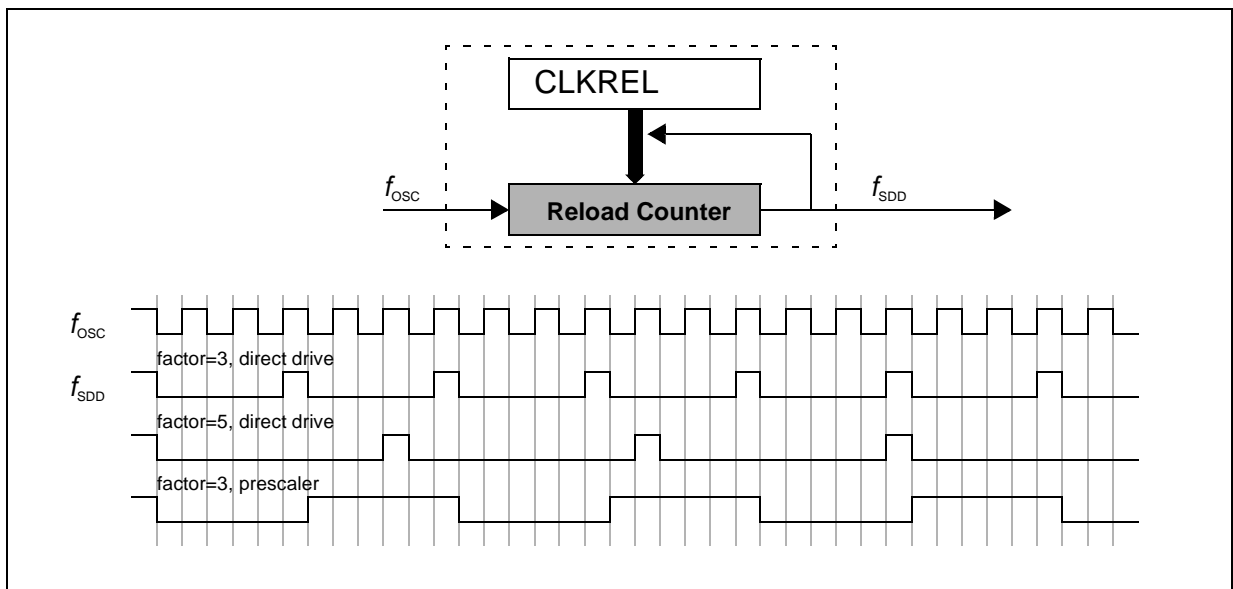 CLKREL
fOSC
fSDD
Reload Counter
fOSC
factor=3, direct drive
fSDD
factor=5, direct drive
factor=3, prescaler